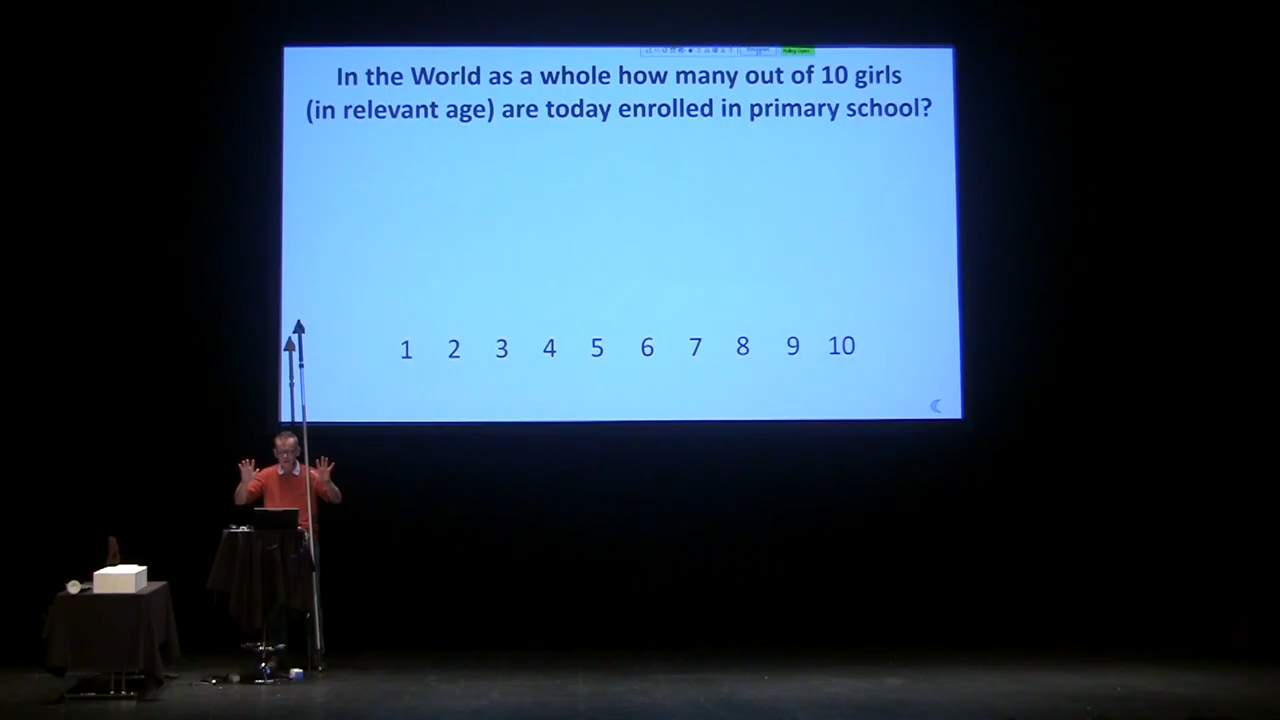 In the World as a whole how many out of 10 girls
(in relevant age) are today enrolled in primary school?
1 2 3 4 5 6 7 8 9 10